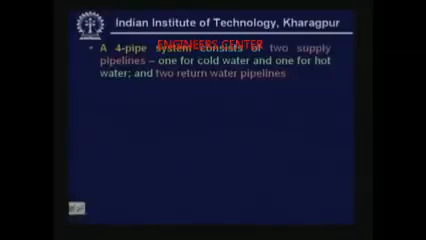 Indian Institute of Technology, Kharagpur
ENGINEERS CENTER
• A 4-pipe system consists of two supply
pipelines – one for cold water and one for hot
water; and two return water pipelines